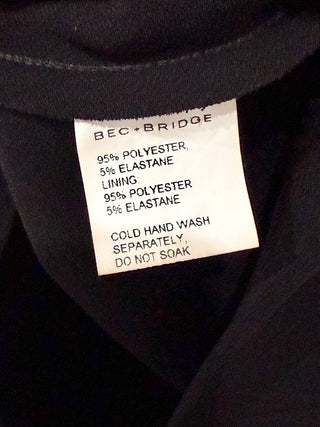 BEC+BRIDGE
95% POLYESTER,
5% ELASTANE
LINING:
95% POLYESTER
5% ELASTANE
COLD HAND WASH
SEPARATELY,
DO NOT SOAK